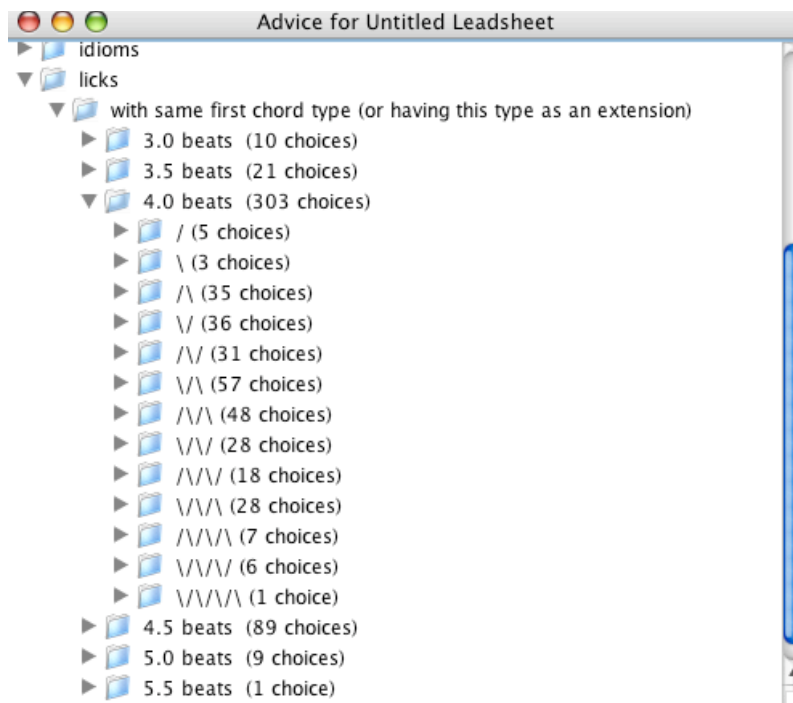 Advice for Untitled Leadsheet
idioms
licks
with same first chord type (or having this type as an extension)
3.0 beats (10 choices)
3.5 beats (21 choices)
4.0 beats (303 choices)
/ (5 choices)
\ (3 choices)
/\ (35 choices)
\/ (36 choices)
/\/ (31 choices)
\/\ (57 choices)
/\/\ (48 choices)
\/\/ (28 choices)
/\/\/ (18 choices)
\/\/\ (28 choices)
/\/\/\ (7 choices)
\/\/\/ (6 choices)
\/\/\/\ (1 choice)
4.5 beats (89 choices)
5.0 beats (9 choices)
5.5 beats (1 choice)